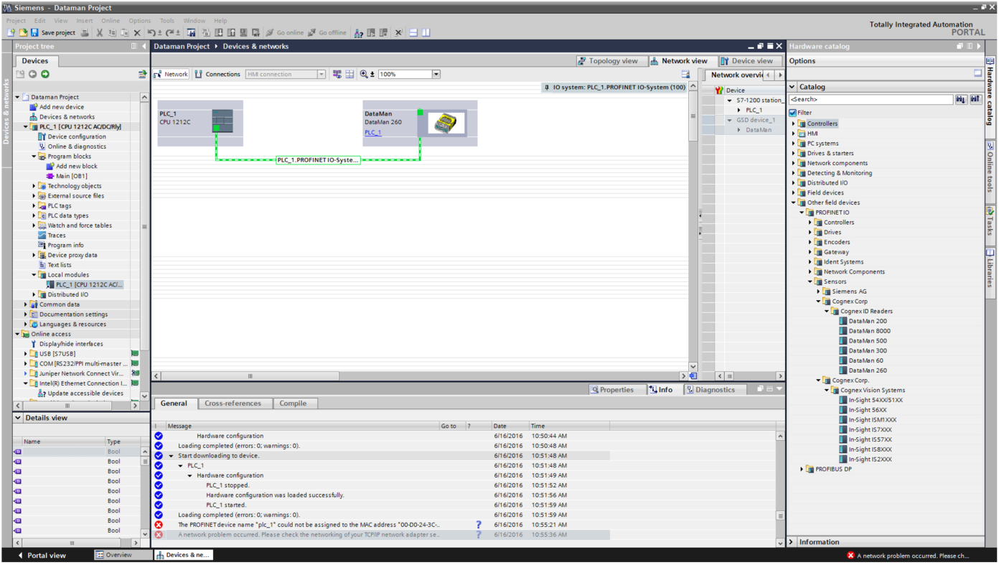 Siemens - Dataman Project
Project Edit View Insert Online Options Tools Window Help
Totally Integrated Automation
PORTAL
Save project Go online Go offline
Project tree
Devices
Devices & networks
Dataman Project
Add new device
Devices & networks
PLC_1 [CPU 1212C AC/DC/Rly]
Device configuration
Online & diagnostics
Program blocks
Add new block
Main [OB1]
Technology objects
External source files
PLC tags
PLC data types
Watch and force tables
Traces
Program info
Device proxy data
Text lists
Local modules
PLC_1 [CPU 1212C AC/...
Distributed I/O
Common data
Documentation settings
Languages & resources
Online access
Display/hide interfaces
USB [S7USB]
COM [RS232/PPI multi-master ...
Juniper Network Connect Vir...
Intel(R) Ethernet Connection I...
Update accessible devices
Details view
Name Type
Bool
Bool
Bool
Bool
Bool
Bool
Bool
Bool
Bool
Dataman Project Devices & networks
Topology view Network view Device view
Network Connections HMI connection 100%
IO system: PLC_1.PROFINET IO-System (100)
PLC_1
CPU 1212C
DataMan
DataMan 260
PLC_1
PLC_1.PROFINET IO-Syste...
Network overvi
Device
S7-1200 station_
PLC_1
GSD device_1
DataMan
Properties Info Diagnostics
General Cross-references Compile
! Message Go to ? Date Time
Hardware configuration 6/16/2016 10:50:44 AM
Loading completed (errors: 0; warnings: 0). 6/16/2016 10:50:48 AM
Start downloading to device. 6/16/2016 10:51:48 AM
PLC_1 6/16/2016 10:51:48 AM
Hardware configuration 6/16/2016 10:51:49 AM
PLC_1 stopped. 6/16/2016 10:51:52 AM
Hardware configuration was loaded successfully. 6/16/2016 10:51:56 AM
PLC_1 started. 6/16/2016 10:51:59 AM
Loading completed (errors: 0; warnings: 0). 6/16/2016 10:51:59 AM
The PROFINET device name "plc_1" could not be assigned to the MAC address "00-D0-24-3C-.. ? 6/16/2016 10:55:21 AM
A network problem occurred. Please check the networking of your TCP/IP network adapter se... ? 6/16/2016 10:55:36 AM
Hardware catalog
Options
Catalog
<Search>
Filter
Controllers
HMI
PC systems
Drives & starters
Network components
Detecting & Monitoring
Distributed I/O
Field devices
Other field devices
PROFINET IO
Controllers
Drives
Encoders
Gateway
Ident Systems
Network Components
Sensors
Siemens AG
Cognex Corp
Cognex ID Readers
DataMan 200
DataMan 8000
DataMan 500
DataMan 300
DataMan 60
DataMan 260
Cognex Corp.
Cognex Vision Systems
In-Sight 54XX/51XX
In-Sight 56XX
In-Sight ISM1XXX
In-Sight IS7XXX
In-Sight IS57XX
In-Sight IS8XXX
In-Sight IS2XXX
PROFIBUS DP
Information
Hardware catalog
Online tools
Tasks
Libraries
Portal view Overview Devices & ne... A network problem occurred. Please ch...